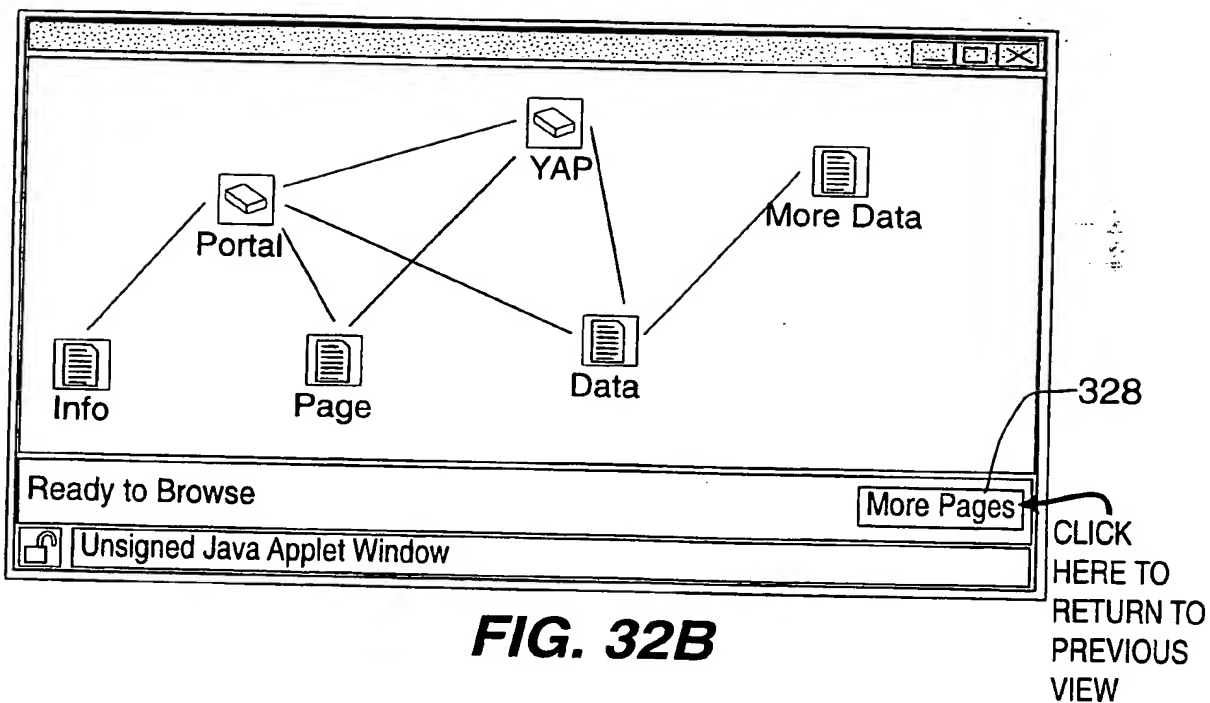 YAP
More Data
Portal
Info
Page
Data
328
Ready to Browse
More Pages
Unsigned Java Applet Window
CLICK
HERE TO
RETURN TO
PREVIOUS
VIEW
FIG. 32B